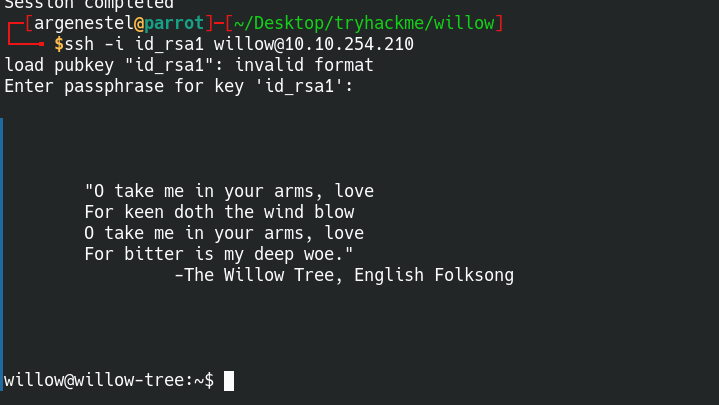 Session completed
┌─[argenestel@parrot]─[~/Desktop/tryhackme/willow]
└──╼ $ssh -i id_rsa1 willow@10.10.254.210
load pubkey "id_rsa1": invalid format
Enter passphrase for key 'id_rsa1':
"O take me in your arms, love
For keen doth the wind blow
O take me in your arms, love
For bitter is my deep woe."
-The Willow Tree, English Folksong
willow@willow-tree:~$